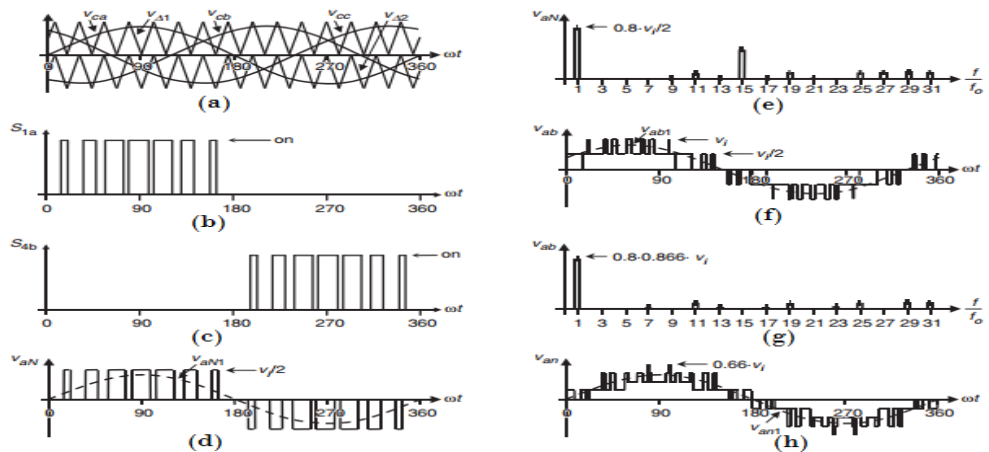 v_ca v_Δ1 v_cb v_cc v_Δ2
ωt
0 90 180 270 360
(a)
S_1a
on
ωt
0 90 180 270 360
(b)
S_4b
on
ωt
0 90 180 270 360
(c)
v_aN v_aN1 v_i/2
ωt
0 90 180 270 360
(d)
v_aN
0.8·v_i/2
f/f_o
1 3 5 7 9 11 13 15 17 19 21 23 25 27 29 31
(e)
v_ab v_ab1 v_i
v_i/2
ωt
0 90 180 270 360
(f)
v_ab
0.8·0.866·v_i
f/f_o
1 3 5 7 9 11 13 15 17 19 21 23 25 27 29 31
(g)
v_an
0.66·v_i
ωt
0 90 180 270 360
v_an1
(h)